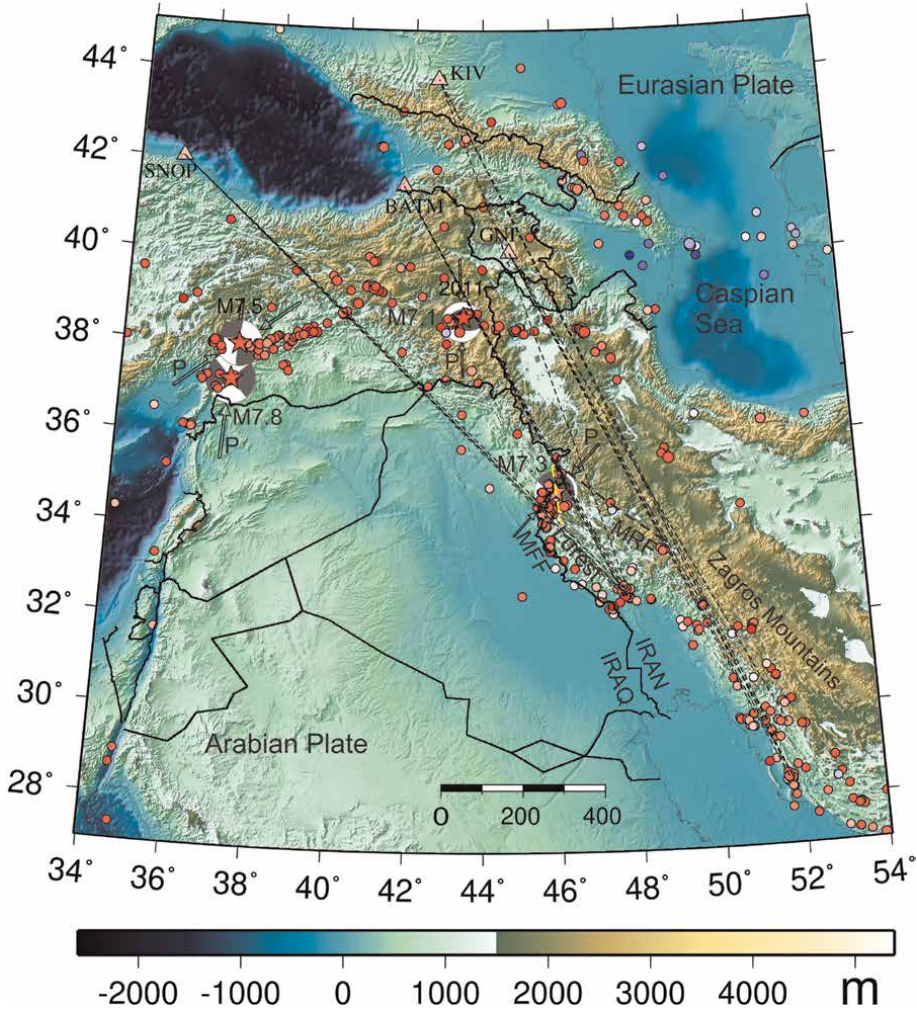 44°
42°
40°
38°
36°
34°
32°
30°
28°
KIV
Eurasian Plate
SNOP
BATM
GNI
2011
M7.5
M7.1
Caspian
Sea
P
P
M7.8
P
M7.3
P
MRF
MFF
Zagros Mountains
IRAN
IRAQ
Arabian Plate
0 200 400
34° 36° 38° 40° 42° 44° 46° 48° 50° 52° 54°
-2000 -1000 0 1000 2000 3000 4000 m